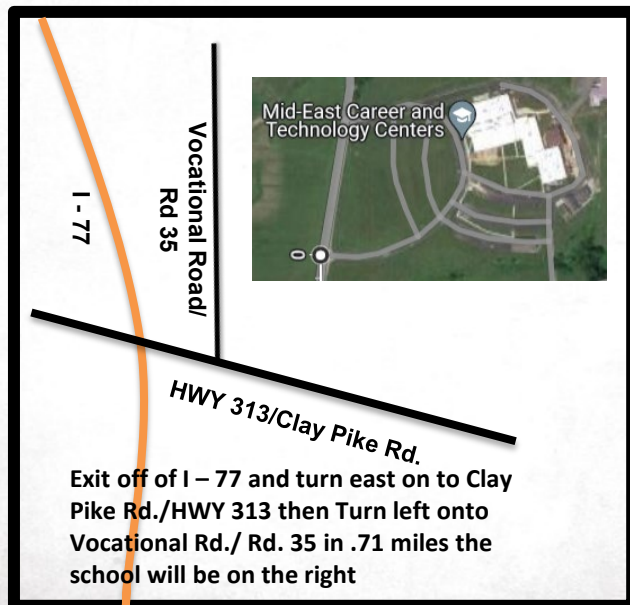 Mid-East Career and
Technology Centers
Vocational Road/
Rd 35
I - 77
HWY 313/Clay Pike Rd.
Exit off of I – 77 and turn east on to Clay
Pike Rd./HWY 313 then Turn left onto
Vocational Rd./ Rd. 35 in .71 miles the
school will be on the right